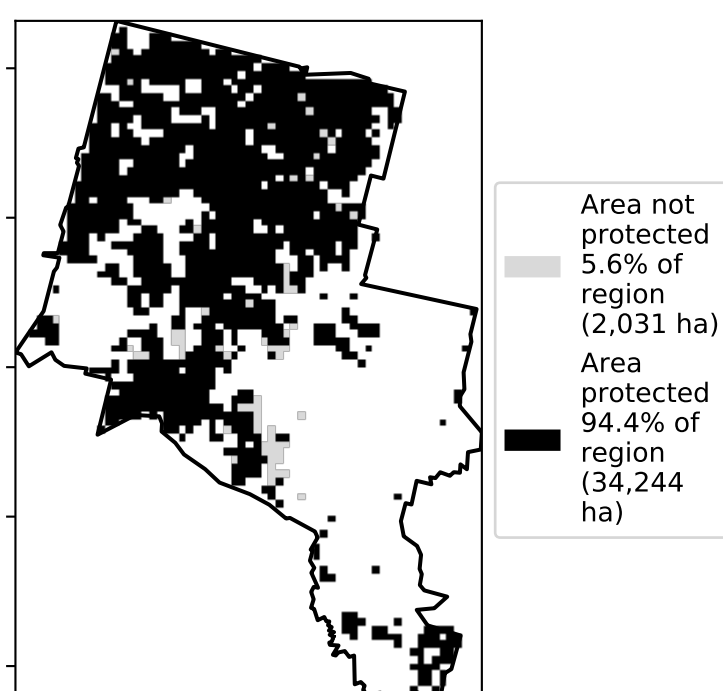 Area not
protected
5.6% of
region
(2,031 ha)
Area
protected
94.4% of
region
(34,244
ha)